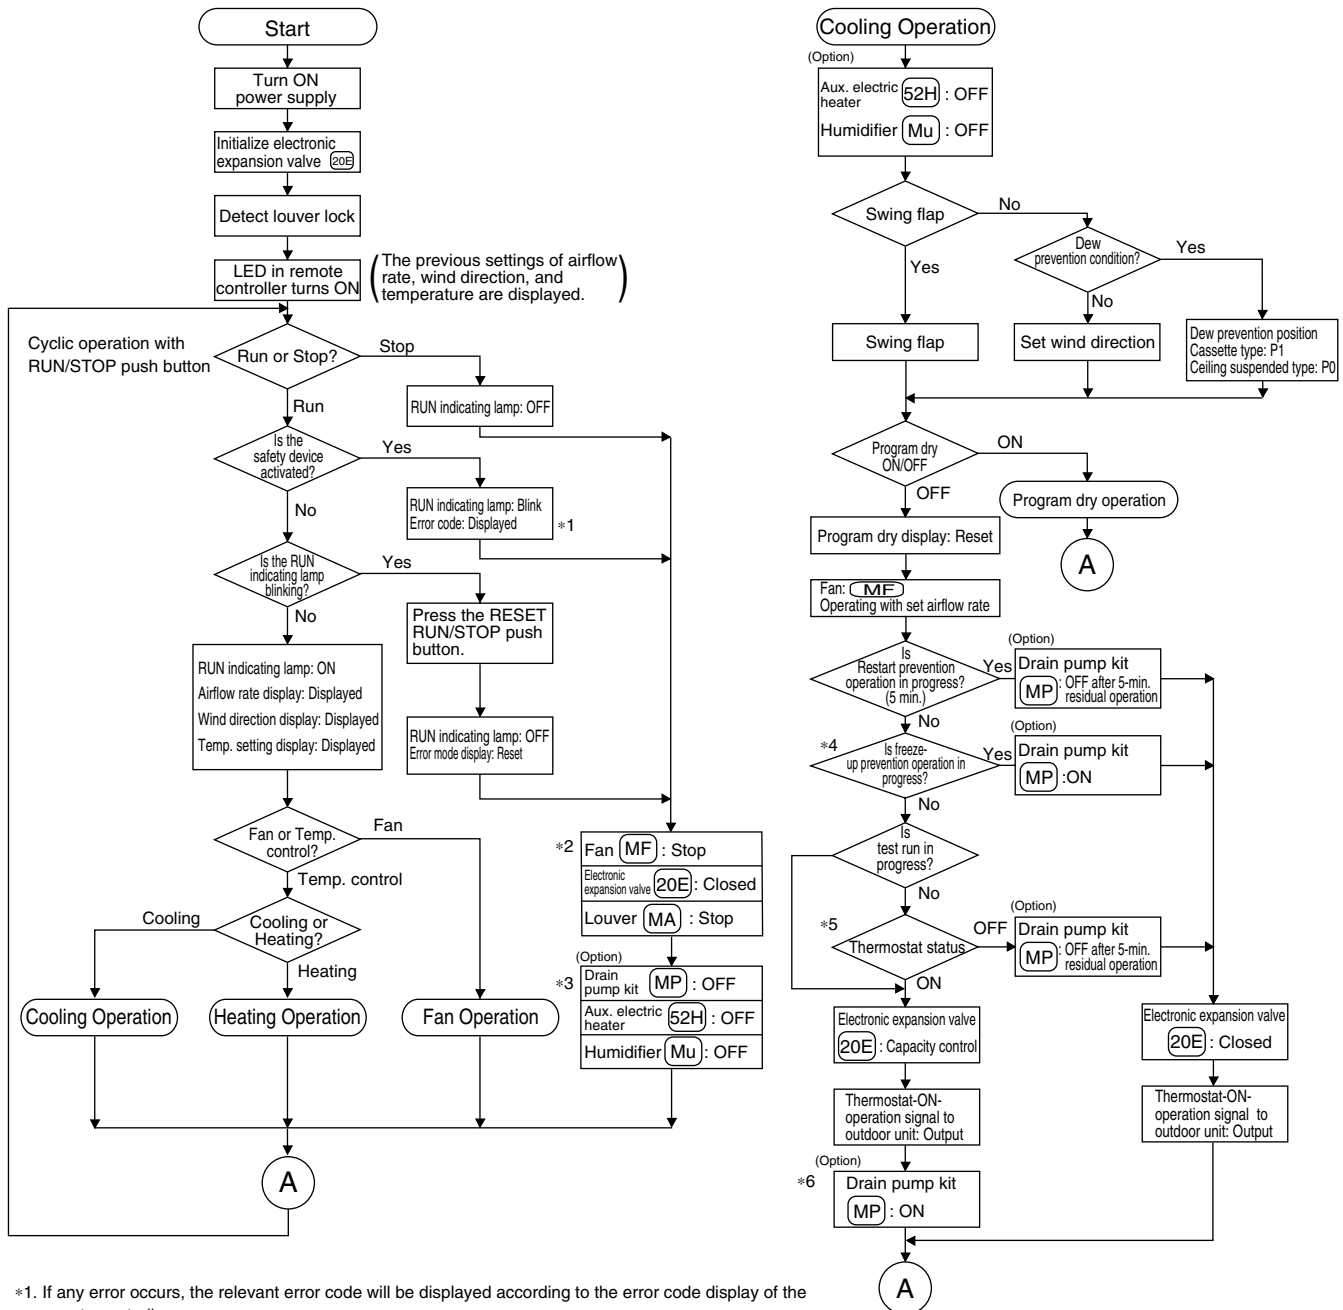 Start
Turn ON
power supply
Initialize electronic
expansion valve 20E
Detect louver lock
LED in remote
controller turns ON
(The previous settings of airflow
rate, wind direction, and
temperature are displayed.)
Cyclic operation with
RUN/STOP push button
Run or Stop?
Stop
RUN indicating lamp: OFF
Run
Is the
safety device
activated?
Yes
RUN indicating lamp: Blink
Error code: Displayed
*1
No
Is the RUN
indicating lamp
blinking?
Yes
Press the RESET
RUN/STOP push
button.
No
RUN indicating lamp: ON
Airflow rate display: Displayed
Wind direction display: Displayed
Temp. setting display: Displayed
RUN indicating lamp: OFF
Error mode display: Reset
Fan or Temp.
control?
Fan
Temp. control
*2 Fan MF : Stop
Electronic
expansion valve 20E : Closed
Louver MA : Stop
Cooling
Cooling or
Heating?
Heating
(Option)
*3 Drain
pump kit MP : OFF
Aux. electric
heater 52H : OFF
Humidifier Mu : OFF
Cooling Operation
Heating Operation
Fan Operation
A
*1. If any error occurs, the relevant error code will be displayed according to the error code display of the
Cooling Operation
(Option)
Aux. electric
heater 52H : OFF
Humidifier Mu : OFF
Swing flap
No
Dew
prevention condition?
Yes
Yes
No
Swing flap
Set wind direction
Dew prevention position
Cassette type: P1
Ceiling suspended type: P0
Program dry
ON/OFF
ON
Program dry operation
A
OFF
Program dry display: Reset
Fan: MF
Operating with set airflow rate
Is
Restart prevention
operation in progress?
(5 min.)
Yes
(Option)
Drain pump kit
MP : OFF after 5-min.
residual operation
No
*4
Is freeze-
up prevention operation in
progress?
Yes
(Option)
Drain pump kit
MP :ON
No
Is
test run in
progress?
No
*5
Thermostat status
OFF
(Option)
Drain pump kit
MP : OFF after 5-min.
residual operation
ON
Electronic expansion valve
20E : Capacity control
Electronic expansion valve
20E : Closed
Thermostat-ON-
operation signal to
outdoor unit: Output
Thermostat-ON-
operation signal to
outdoor unit: Output
(Option)
*6 Drain pump kit
MP : ON
A